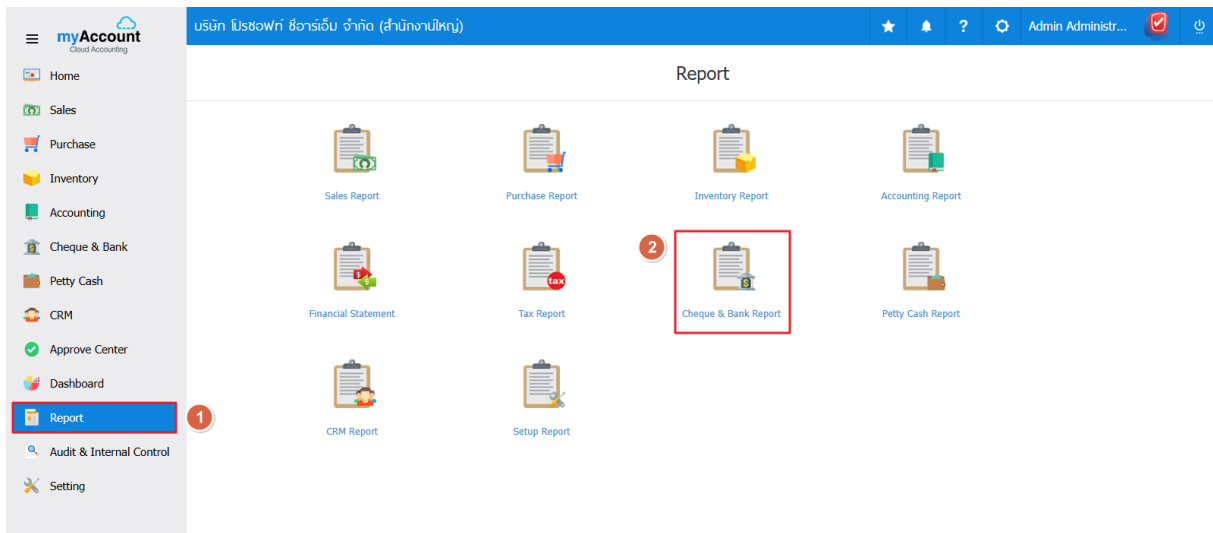 myAccount
Cloud Accounting
บริษัท โปรซอฟท์ ซีอาร์เอ็ม จำกัด (สำนักงานใหญ่)
?
Admin Administr...
Home
Sales
Purchase
Inventory
Accounting
Cheque & Bank
Petty Cash
CRM
Approve Center
Dashboard
Report
1
Audit & Internal Control
Setting
Report
Sales Report
Purchase Report
Inventory Report
Accounting Report
2
Financial Statement
tax
Tax Report
Cheque & Bank Report
Petty Cash Report
CRM Report
Setup Report